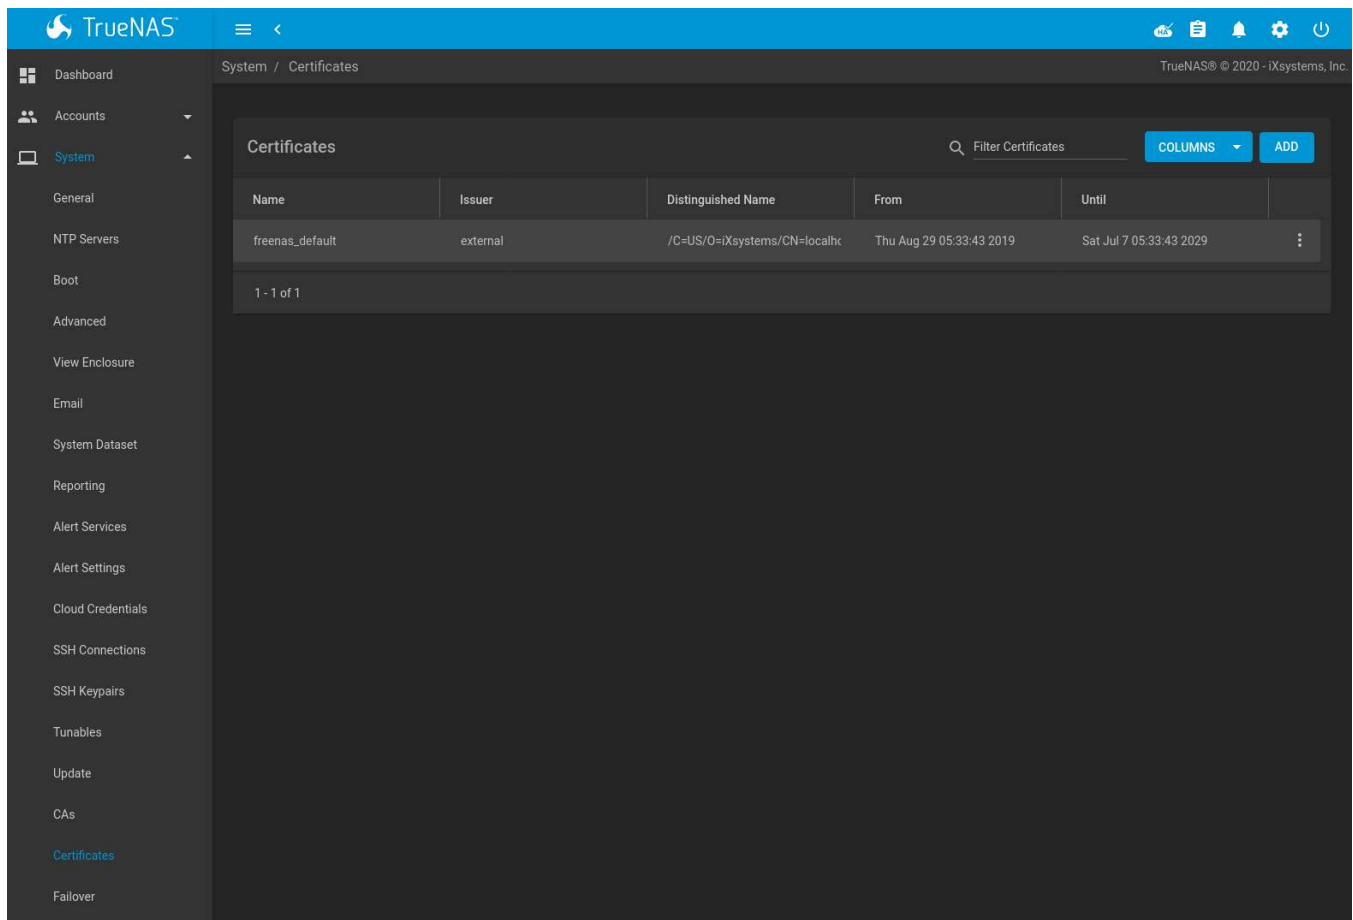 TrueNAS
HA
System / Certificates
TrueNAS® © 2020 - iXsystems, Inc.
Dashboard
Accounts
System
General
NTP Servers
Boot
Advanced
View Enclosure
Email
System Dataset
Reporting
Alert Services
Alert Settings
Cloud Credentials
SSH Connections
SSH Keypairs
Tunables
Update
CAs
Certificates
Failover
Certificates
Filter Certificates
COLUMNS
ADD
Name Issuer Distinguished Name From Until
freenas_default external /C=US/O=iXsystems/CN=localhc Thu Aug 29 05:33:43 2019 Sat Jul 7 05:33:43 2029
1 - 1 of 1